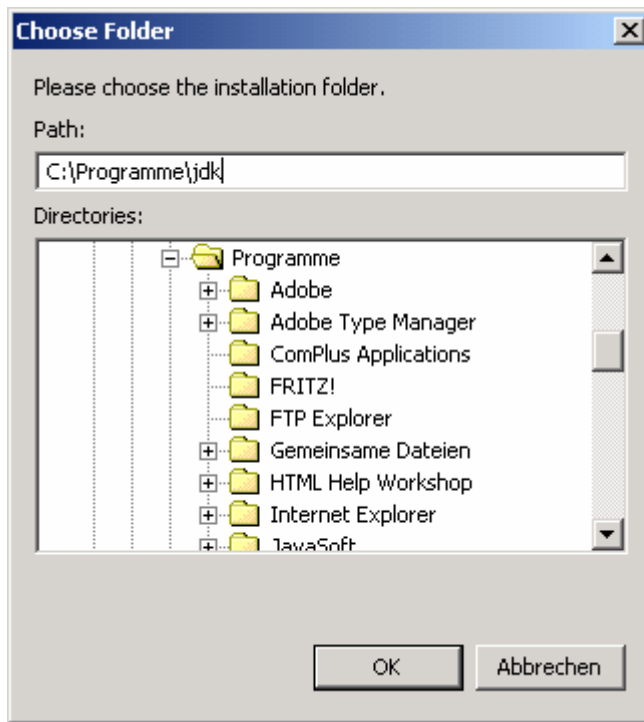 Choose Folder
Please choose the installation folder.
Path:
C:\Programme\jdk
Directories:
Programme
Adobe
Adobe Type Manager
ComPlus Applications
FRITZ!
FTP Explorer
Gemeinsame Dateien
HTML Help Workshop
Internet Explorer
JavaSoft
OK
Abbrechen